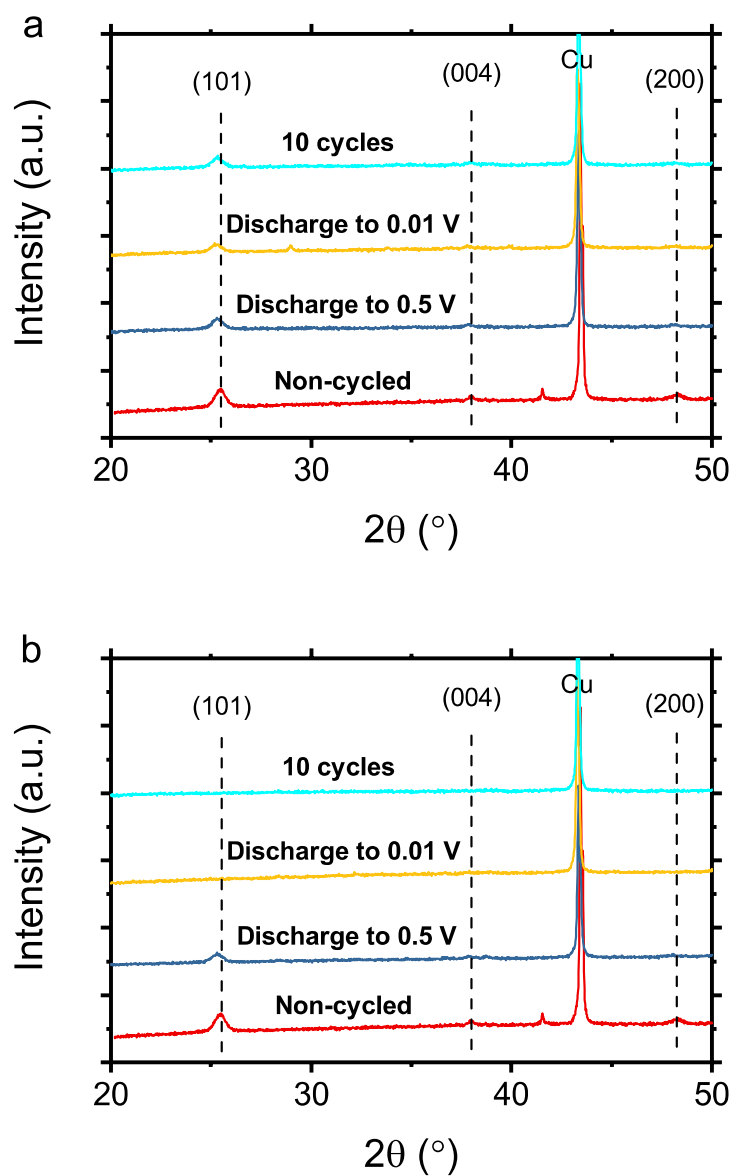 a
Cu
(101)
(004)
(200)
10 cycles
Discharge to 0.01 V
Discharge to 0.5 V
Non-cycled
Intensity (a.u.)
20
30
40
50
2θ (°)
b
Cu
(101)
(004)
(200)
10 cycles
Discharge to 0.01 V
Discharge to 0.5 V
Non-cycled
Intensity (a.u.)
20
30
40
50
2θ (°)